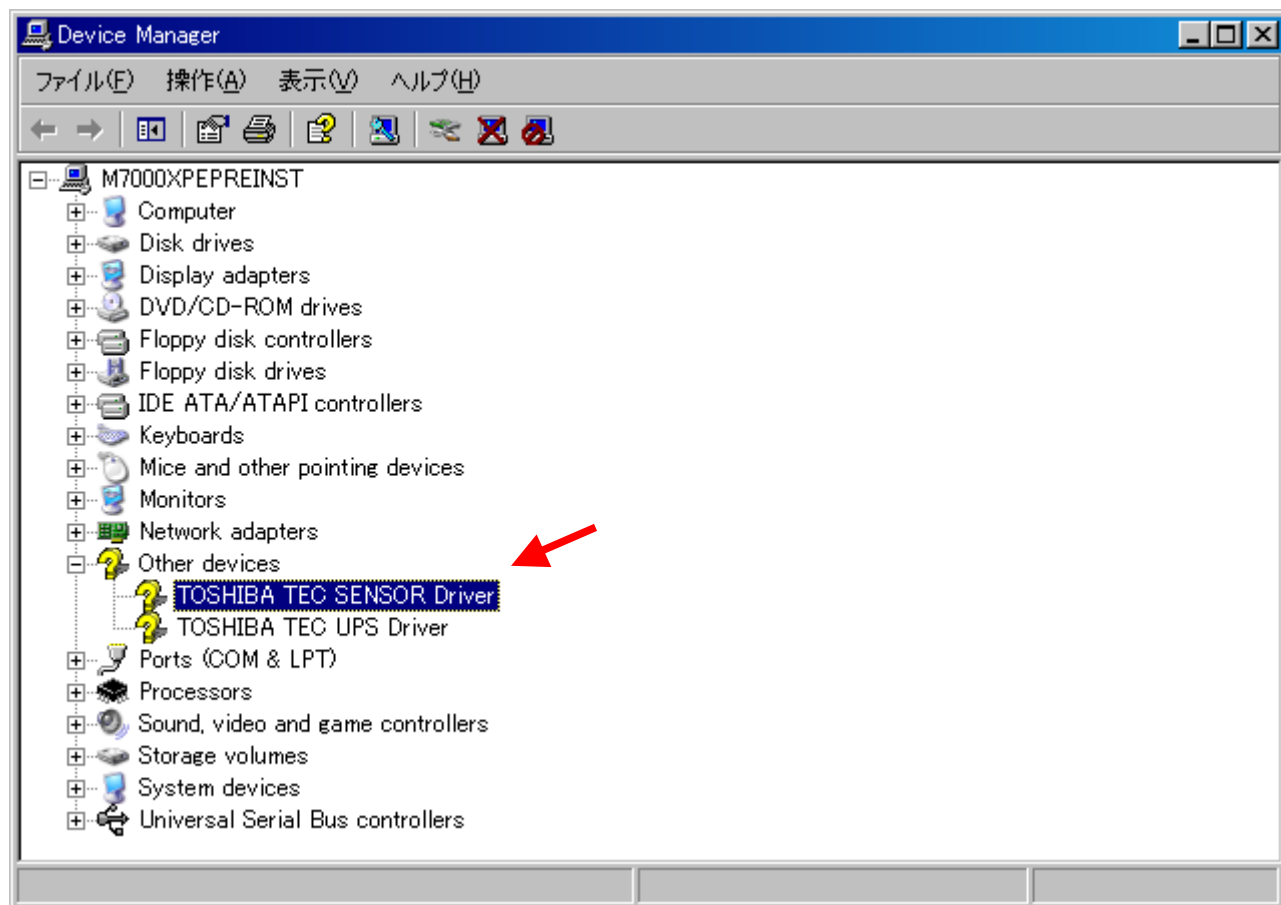 Device Manager
ファイル(F) 操作(A) 表示(V) ヘルプ(H)
M7000XPEPREINST
Computer
Disk drives
Display adapters
DVD/CD-ROM drives
Floppy disk controllers
Floppy disk drives
IDE ATA/ATAPI controllers
Keyboards
Mice and other pointing devices
Monitors
Network adapters
Other devices
TOSHIBA TEC SENSOR Driver
TOSHIBA TEC UPS Driver
Ports (COM & LPT)
Processors
Sound, video and game controllers
Storage volumes
System devices
Universal Serial Bus controllers